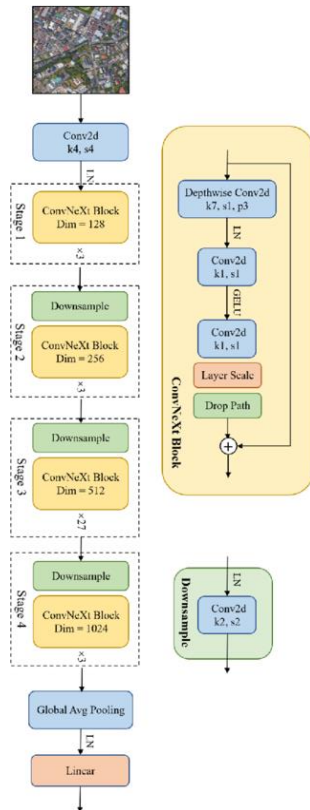 Conv2d
k4, s4
LN
Stage 1
ConvNeXt Block
Dim = 128
×3
Stage 2
Downsample
ConvNeXt Block
Dim = 256
×3
Stage 3
Downsample
ConvNeXt Block
Dim = 512
×27
Stage 4
Downsample
ConvNeXt Block
Dim = 1024
×3
Global Avg Pooling
LN
Linear
Depthwise Conv2d
k7, s1, p3
LN
Conv2d
k1, s1
GELU
Conv2d
k1, s1
Layer Scale
Drop Path
+
ConvNeXt Block
LN
Conv2d
k2, s2
Downsample